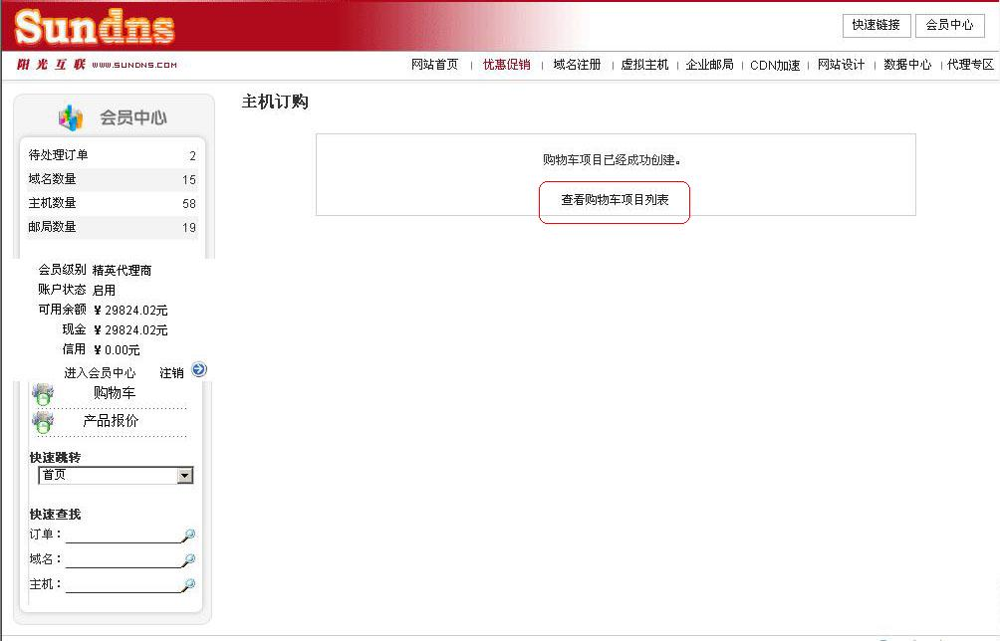 Sundns
快速链接 会员中心
阳光互联 WWW.SUNDNS.COM
网站首页 | 优惠促销 | 域名注册 | 虚拟主机 | 企业邮局 | CDN加速 | 网站设计 | 数据中心 | 代理专区
会员中心
待处理订单 2
域名数量 15
主机数量 58
邮局数量 19
会员级别 精英代理商
账户状态 启用
可用余额 ¥ 29824.02元
现金 ¥ 29824.02元
信用 ¥ 0.00元
进入会员中心 注销
购物车
产品报价
快速跳转
首页
快速查找
订单：
域名：
主机：
主机订购
购物车项目已经成功创建。
查看购物车项目列表